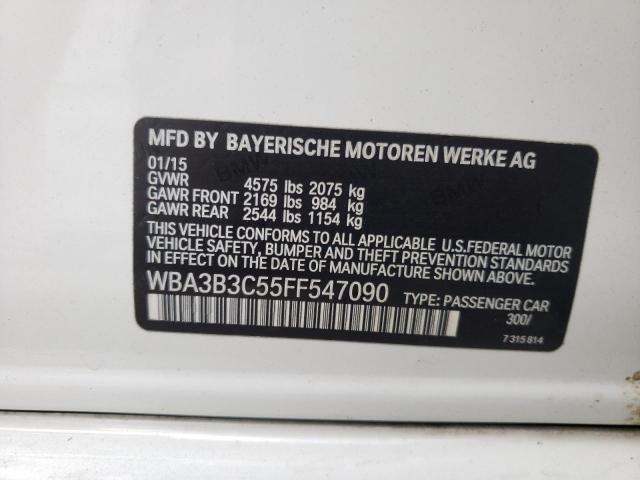 MFD BY BAYERISCHE MOTOREN WERKE AG
01/15
GVWR 4575 lbs 2075 kg
GAWR FRONT 2169 lbs 984 kg
GAWR REAR 2544 lbs 1154 kg
THIS VEHICLE CONFORMS TO ALL APPLICABLE U.S.FEDERAL MOTOR
VEHICLE SAFETY, BUMPER AND THEFT PREVENTION STANDARDS
IN EFFECT ON THE DATE OF MANUFACTURE SHOWN ABOVE.
WBA3B3C55FF547090 TYPE: PASSENGER CAR
300/
7315814
BMW
BMW